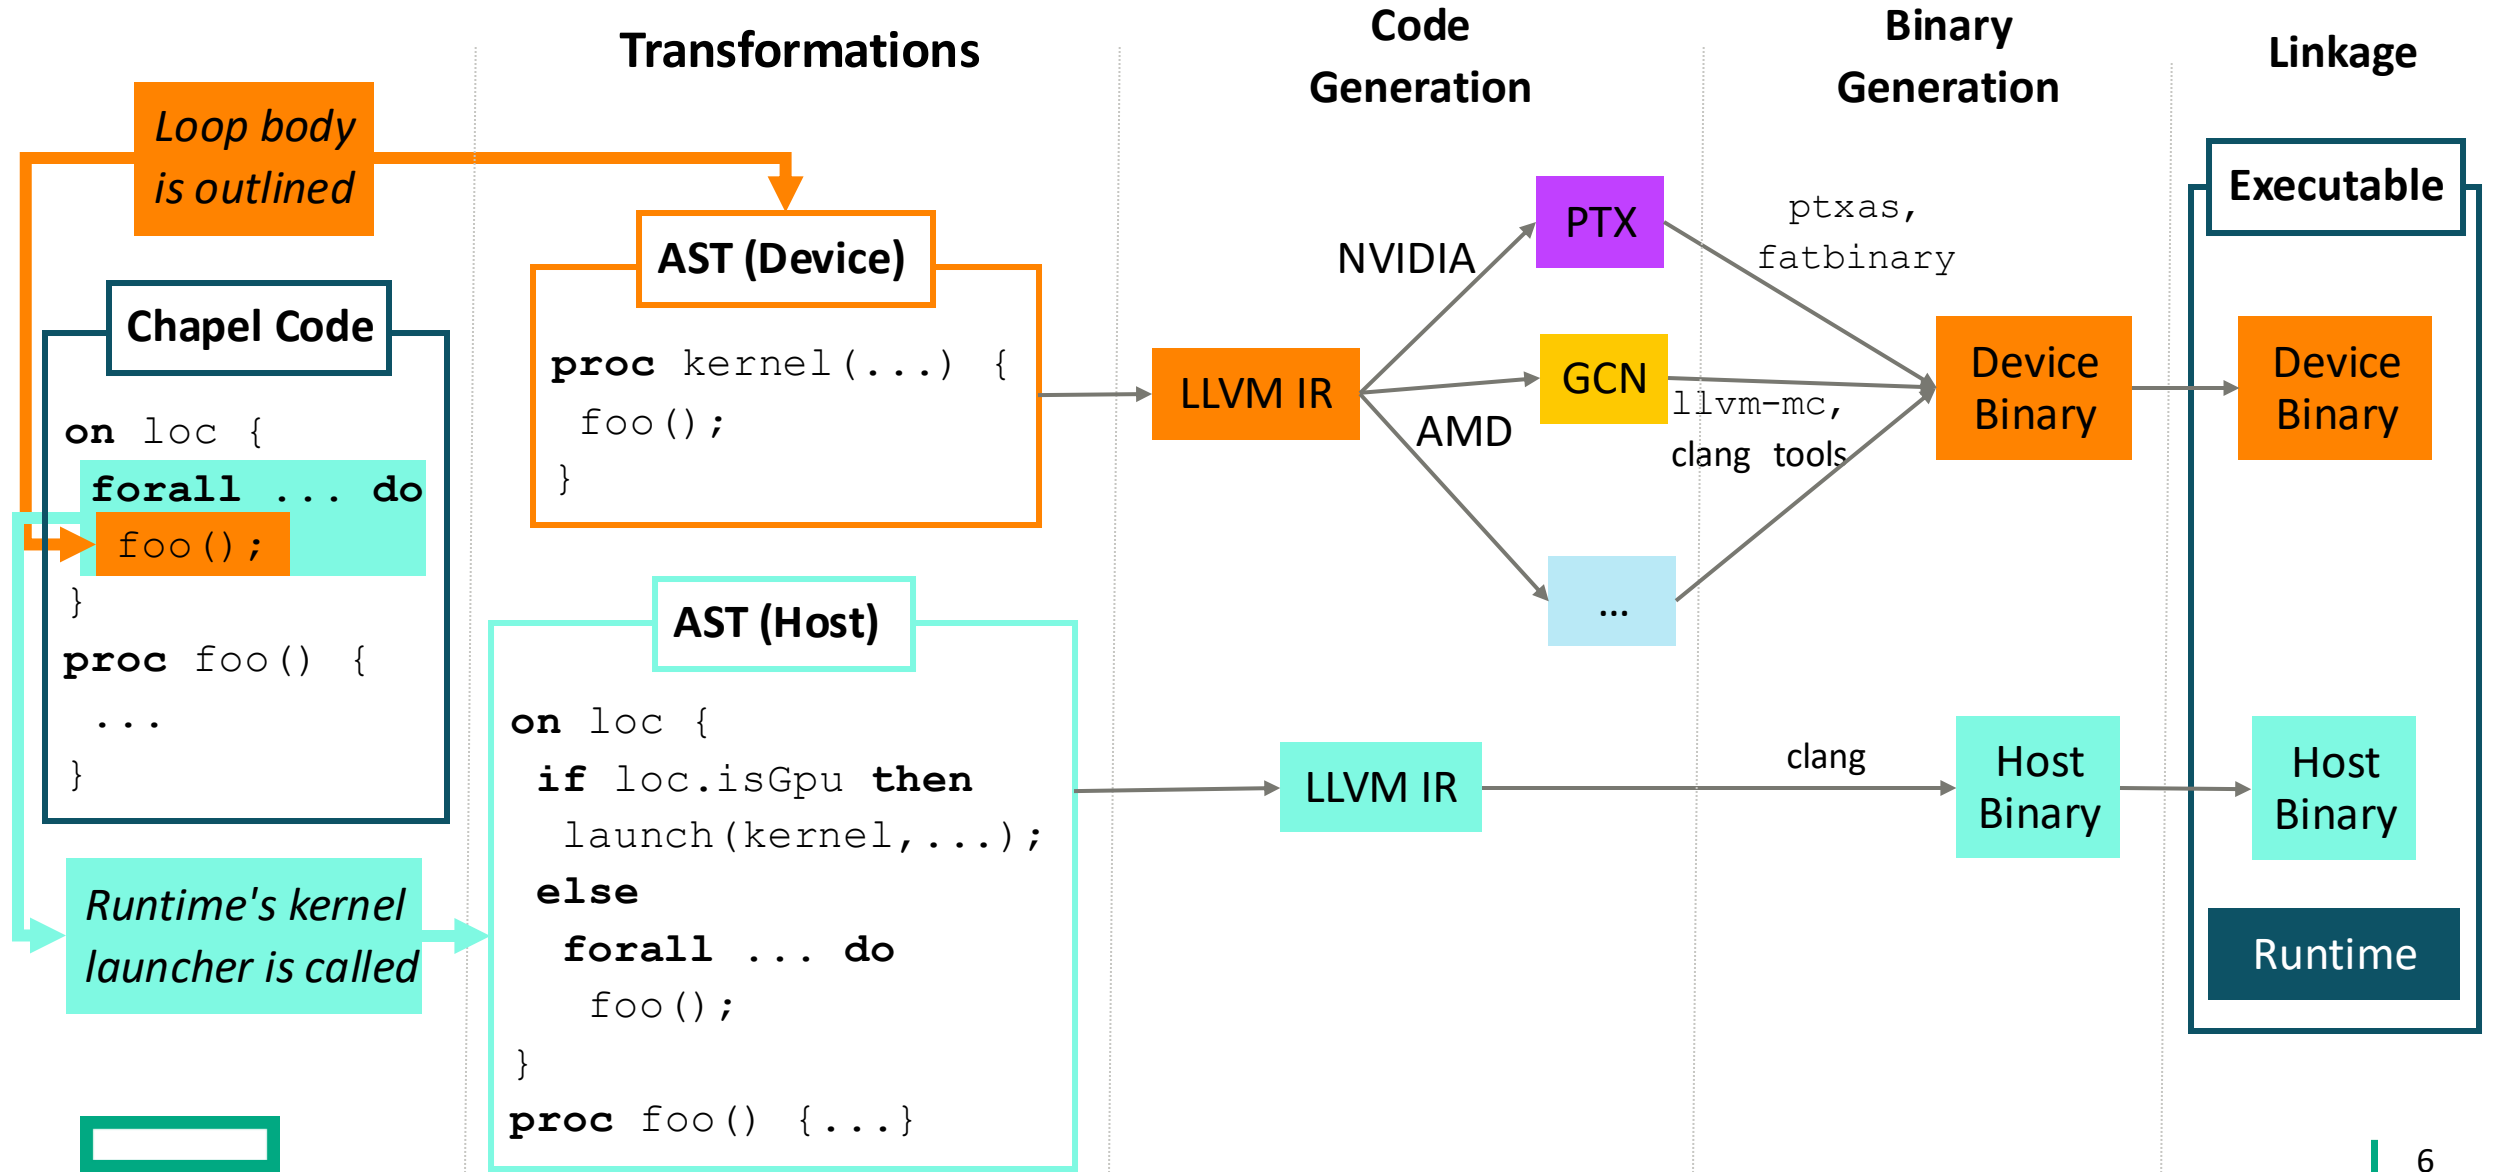 Transformations
Code
Generation
Binary
Generation
Linkage
Loop body
is outlined
Chapel Code
on loc {
forall ... do
foo();
}
proc foo() {
...
}
Runtime's kernel
launcher is called
AST (Device)
proc kernel(...) {
foo();
}
AST (Host)
on loc {
if loc.isGpu then
launch(kernel,...);
else
forall ... do
foo();
}
proc foo() {...}
LLVM IR
NVIDIA
AMD
PTX
GCN
...
ptxas,
fatbinary
llvm-mc,
clang tools
Device
Binary
LLVM IR
clang
Host
Binary
Executable
Device
Binary
Host
Binary
Runtime
6